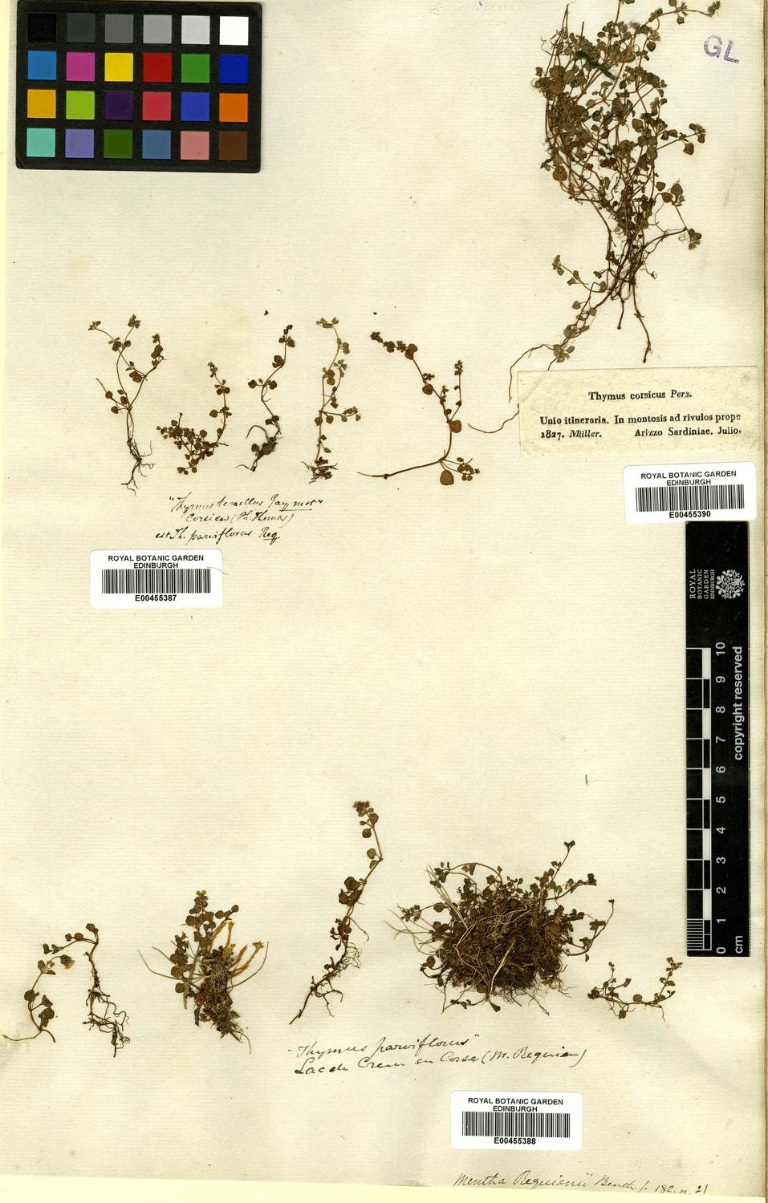 GL
Thymus corsicus Pers.
Unio itineraria. In montosis ad rivulos prope
1827. Müller. Arizzo Sardiniae. Julio.
ROYAL BOTANIC GARDEN
EDINBURGH
E00455390
"Thymus
Corsica (Ph. Thomas)
est Th. parviflorus Req.
ROYAL BOTANIC GARDEN
EDINBURGH
E00455387
ROYAL
BOTANIC
GARDEN
EDINBURGH
10
9
8
7
6
5
4
3
2
1
0
cm
copyright reserved
"Thymus parviflorus"
Lac de en Corse (M. Requien)
ROYAL BOTANIC GARDEN
EDINBURGH
E00455388
Mentha Requienii Benth p. 182. n. 21